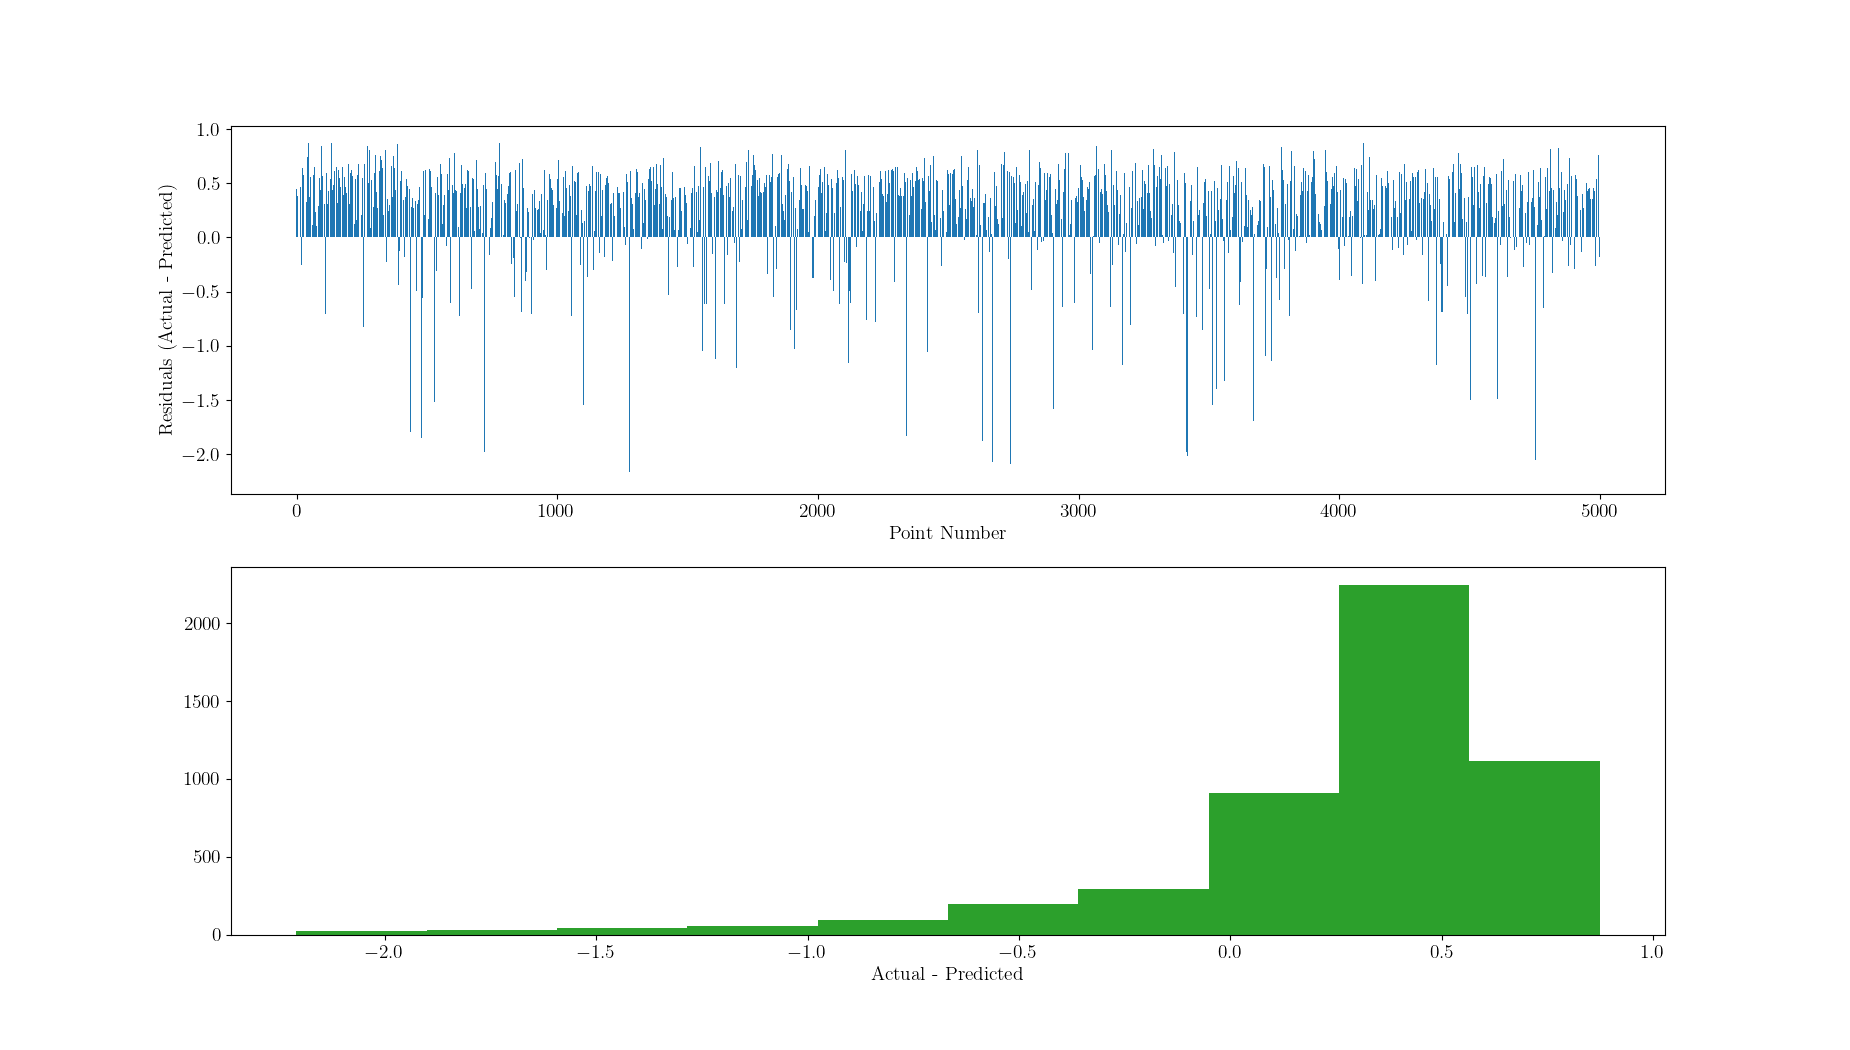 1.0
0.5
0.0
−0.5
−1.0
−1.5
−2.0
Residuals (Actual - Predicted)
0 1000 2000 3000 4000 5000
Point Number
2000
1500
1000
500
0
−2.0 −1.5 −1.0 −0.5 0.0 0.5 1.0
Actual - Predicted